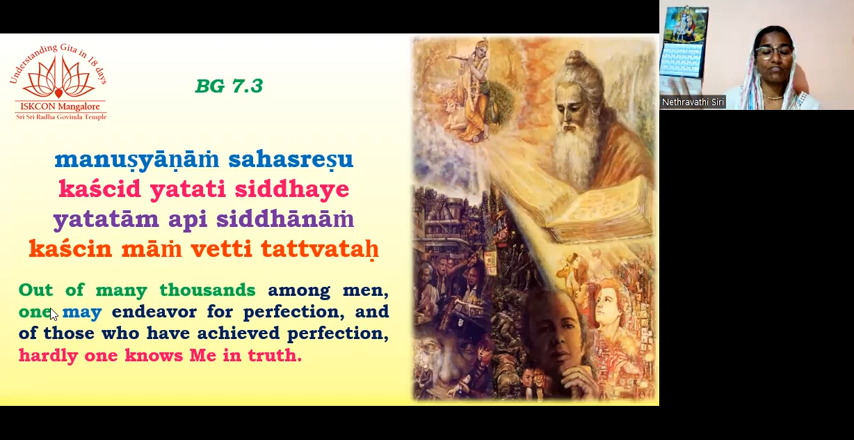 Understanding Gita in 18 days
ISKCON Mangalore
Sri Sri Radha Govinda Temple
BG 7.3
manuṣyāṇāṁ sahasreṣu
kaścid yatati siddhaye
yatatām api siddhānāṁ
kaścin māṁ vetti tattvataḥ
Out of many thousands among men,
one may endeavor for perfection, and
of those who have achieved perfection,
hardly one knows Me in truth.
Nethravathi Siri